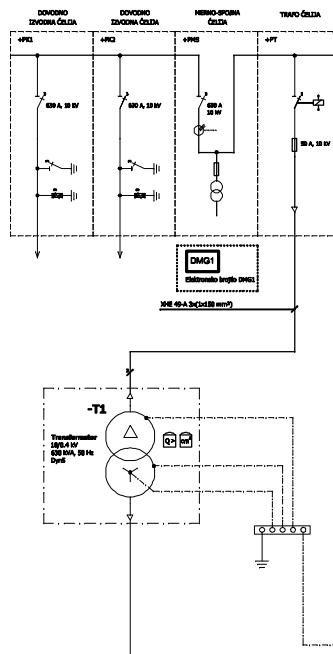 DOVODNO
IZVODNA ĆELIJA
DOVODNO
IZVODNA ĆELIJA
MERNO-SPOJNA
ĆELIJA
TRAFO ĆELIJA
+PK1
+PK2
+PMS
+PT
630 A, 10 kV
630 A, 10 kV
630 A
10 kV
50 A, 10 kV
DMG1
Elektronsko brojilo DMG1
XHE 49-A 3x(1x150 mm²)
3
-T1
Transformator
10/0.4 kV
630 kVA, 50 Hz
Dyn5
Q>
cm³